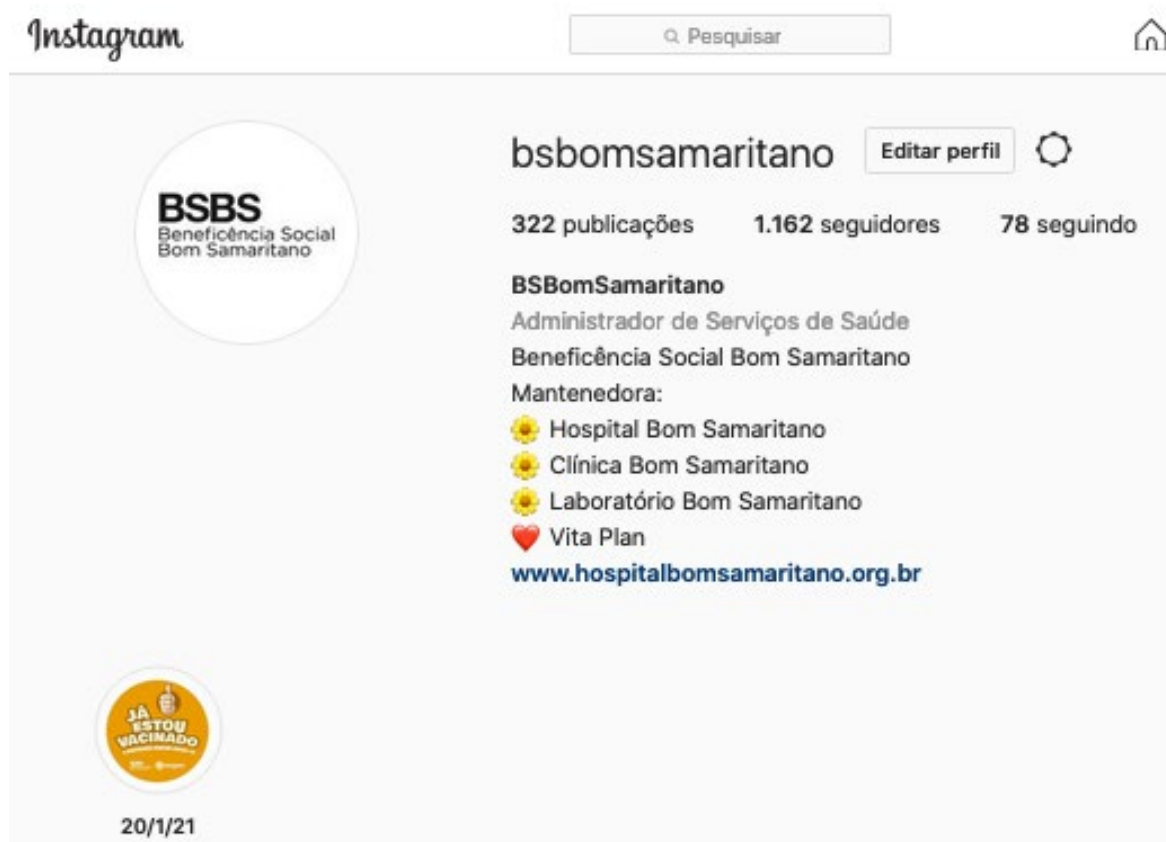 Instagram
Pesquisar
bsbomsamaritano Editar perfil
BSBS
Beneficência Social
Bom Samaritano
322 publicações 1.162 seguidores 78 seguindo
BSBomSamaritano
Administrador de Serviços de Saúde
Beneficência Social Bom Samaritano
Mantenedora:
Hospital Bom Samaritano
Clínica Bom Samaritano
Laboratório Bom Samaritano
Vita Plan
www.hospitalbomsamaritano.org.br
JÁ
ESTOU
VACINADO
20/1/21